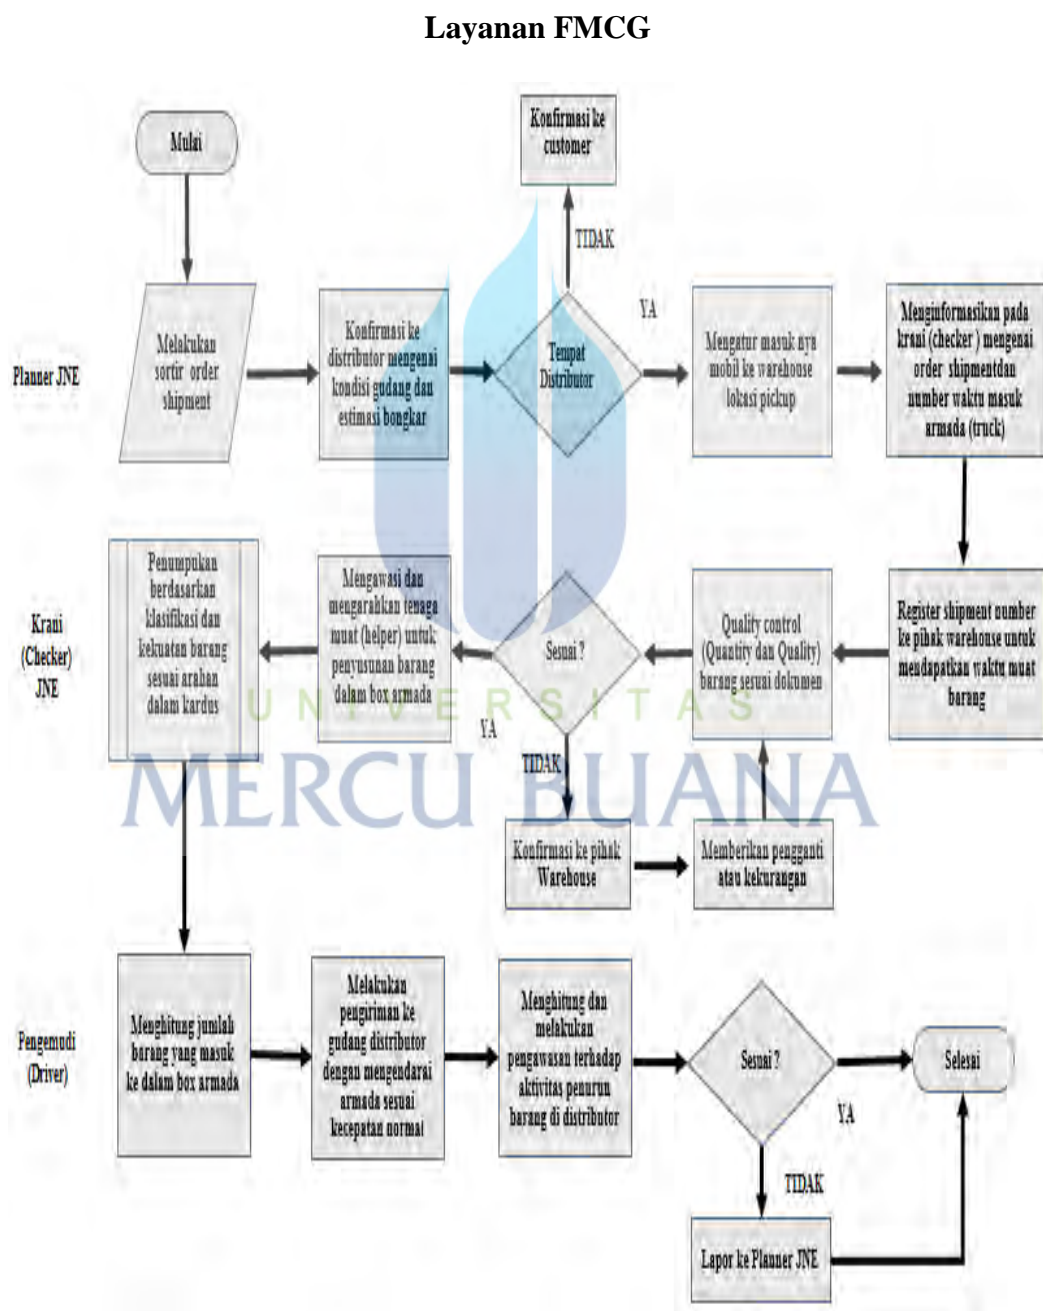 Layanan FMCG
Mulai
Konfirmasi ke
customer
TIDAK
YA
Planner JNE
Melakukan
sortir order
shipment
Konfirmasi ke
distributor mengenai
kondisi gudang dan
estimasi bongkar
Tempat
Distributor
Mengatur masuk nya
mobil ke warehouse
lokasi pickup
Menginformasikan pada
krani (checker ) mengenai
order shipmentdan
number waktu masuk
armada (truck)
Krani
(Checker)
JNE
Penumpukan
berdasarkan
klasifikasi dan
kekuatan barang
sesuai arahan
dalam kardus
Mengawasi dan
mengarahkan tenaga
muat (helper) untuk
penyusunan barang
dalam box armada
Sesuai ?
Quality control
(Quantity dan Quality)
barang sesuai dokumen
Register shipment number
ke pihak warehouse untuk
mendapatkan waktu muat
barang
UNIVERSITAS
MERCU BUANA
YA
TIDAK
Konfirmasi ke pihak
Warehouse
Memberikan pengganti
atau kekurangan
Pengemudi
(Driver)
Menghitung jumlah
barang yang masuk
ke dalam box armada
Melakukan
pengiriman ke
gudang distributor
dengan mengendarai
armada sesuai
kecepatan normal
Menghitung dan
melakukan
pengawasan terhadap
aktivitas penurun
barang di distributor
Sesuai ?
Selesai
YA
TIDAK
Lapor ke Planner JNE